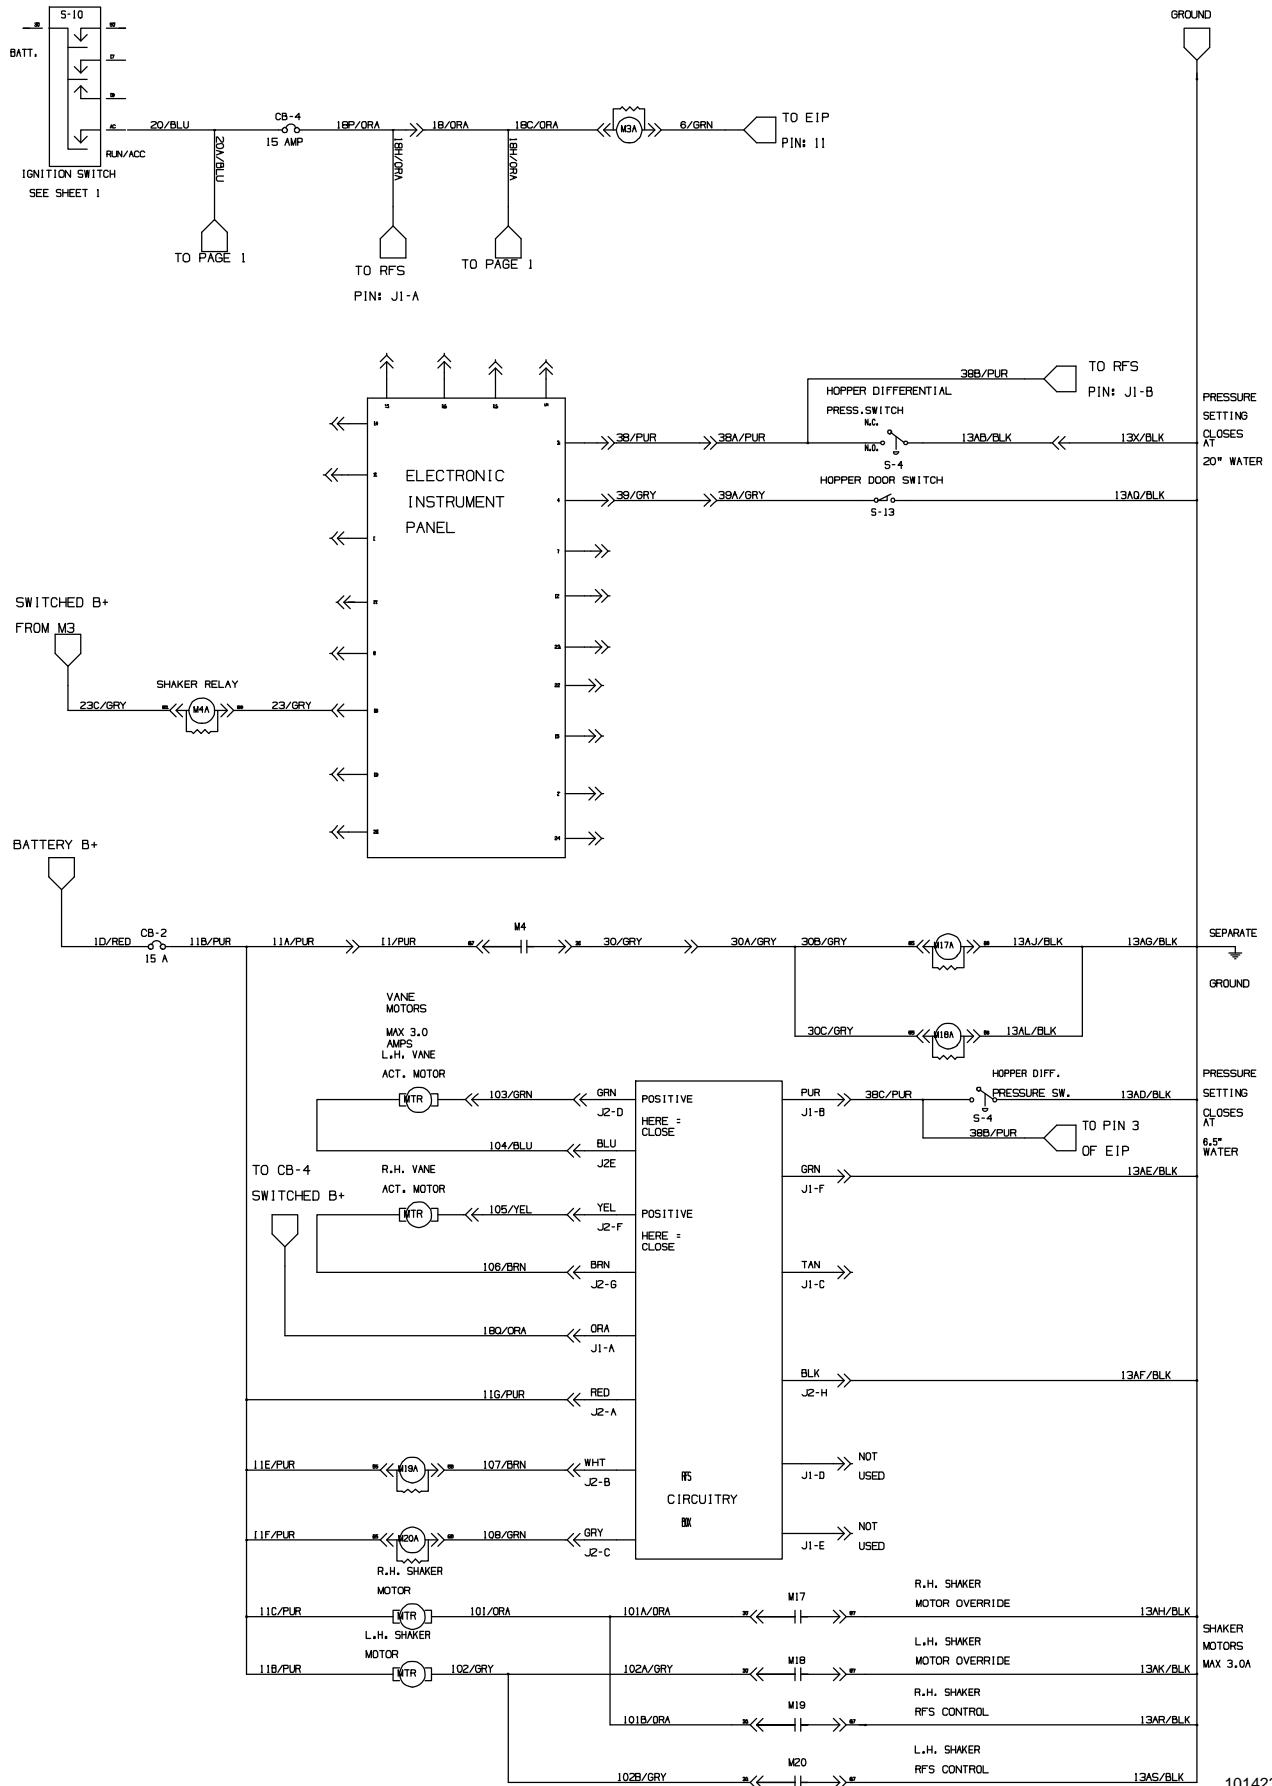 S-10
GROUND
30
BATT.
20/BLU
CB-4
15 AMP
18P/ORA
18/ORA
18C/ORA
M3A
6/GRN
TO EIP
PIN: 11
RUN/ACC
20A/BLU
18H/ORA
18H/ORA
IGNITION SWITCH
SEE SHEET 1
TO PAGE 1
TO RFS
PIN: J1-A
TO PAGE 1
38B/PUR
TO RFS
PIN: J1-B
HOPPER DIFFERENTIAL
PRESS.SWITCH
N.C.
N.O.
S-4
PRESSURE
SETTING
CLOSES
AT
20" WATER
38/PUR
38A/PUR
13AB/BLK
13X/BLK
ELECTRONIC
INSTRUMENT
PANEL
HOPPER DOOR SWITCH
39/GRY
39A/GRY
S-13
13AQ/BLK
3
4
7
12
23
22
2
24
SWITCHED B+
FROM M3
SHAKER RELAY
23C/GRY
M4A
23/GRY
BATTERY B+
1D/RED
CB-2
15 A
11B/PUR
11A/PUR
11/PUR
87
M4
30
30/GRY
30A/GRY
30B/GRY
M17A
13AJ/BLK
13AG/BLK
SEPARATE
GROUND
30C/GRY
M18A
13AL/BLK
VANE
MOTORS
MAX 3.0
AMPS
L.H. VANE
ACT. MOTOR
MTR
103/GRN
GRN
J2-D
POSITIVE
HERE =
CLOSE
104/BLU
BLU
J2E
PUR
J1-B
38C/PUR
HOPPER DIFF.
PRESSURE SW.
S-4
13AD/BLK
PRESSURE
SETTING
CLOSES
AT
6.5"
WATER
38B/PUR
TO PIN 3
OF EIP
TO CB-4
SWITCHED B+
R.H. VANE
ACT. MOTOR
MTR
105/YEL
YEL
J2-F
POSITIVE
HERE =
CLOSE
GRN
J1-F
13AE/BLK
106/BRN
BRN
J2-G
TAN
J1-C
18Q/ORA
ORA
J1-A
11G/PUR
RED
J2-A
BLK
J2-H
13AF/BLK
11E/PUR
M19A
107/BRN
WHT
J2-B
RFS
CIRCUITRY
BOX
J1-D
NOT
USED
11F/PUR
M20A
108/GRN
GRY
J2-C
J1-E
NOT
USED
R.H. SHAKER
MOTOR
11C/PUR
MTR
101/ORA
101A/ORA
M17
R.H. SHAKER
MOTOR OVERRIDE
13AH/BLK
L.H. SHAKER
MOTOR
11B/PUR
MTR
102/GRY
102A/GRY
M18
L.H. SHAKER
MOTOR OVERRIDE
13AK/BLK
SHAKER
MOTORS
MAX 3.0A
101B/ORA
M19
R.H. SHAKER
RFS CONTROL
13AR/BLK
102B/GRY
M20
L.H. SHAKER
RFS CONTROL
13AS/BLK